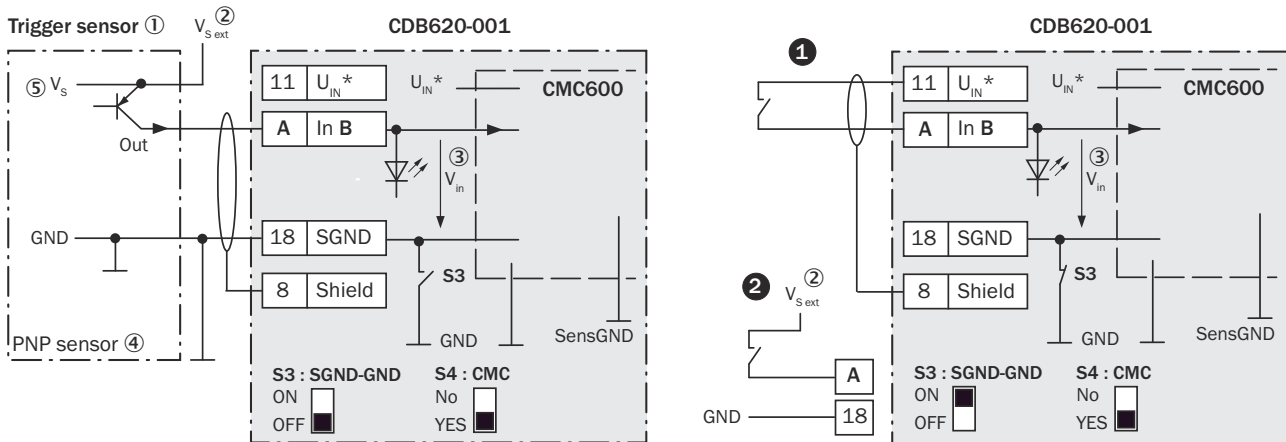 Trigger sensor ①
V_S ext ②
CDB620-001
⑤ V_S
Out
11 U_IN*
U_IN*
CMC600
A In B
③
V_in
GND
18 SGND
S3
8 Shield
GND
SensGND
PNP sensor ④
S3 : SGND-GND
ON
OFF
S4 : CMC
No
YES
CDB620-001
❶
11 U_IN*
U_IN*
CMC600
A In B
③
V_in
18 SGND
S3
8 Shield
GND
SensGND
❷ V_S ext ②
A
GND 18
S3 : SGND-GND
ON
OFF
S4 : CMC
No
YES